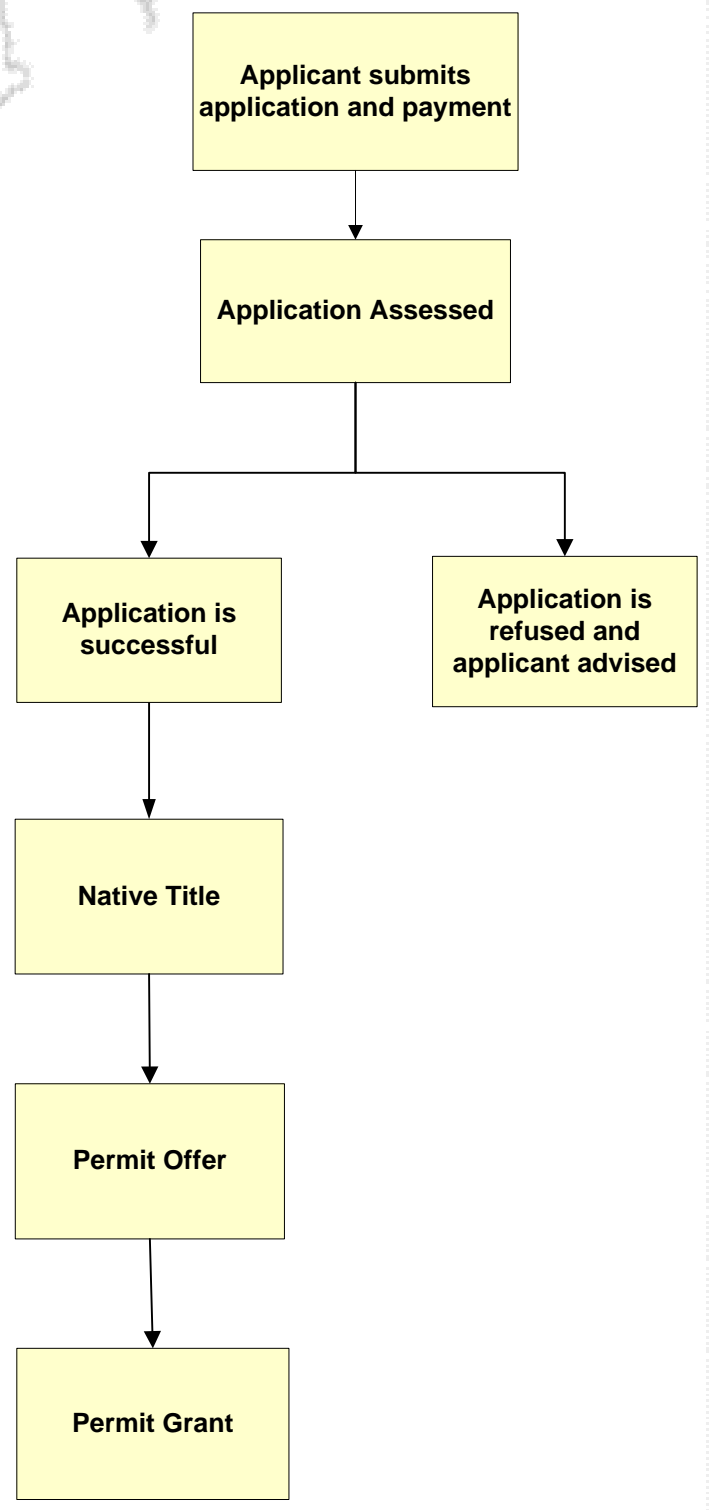 Applicant submits
application and payment
Application Assessed
Application is
successful
Application is
refused and
applicant advised
Native Title
Permit Offer
Permit Grant